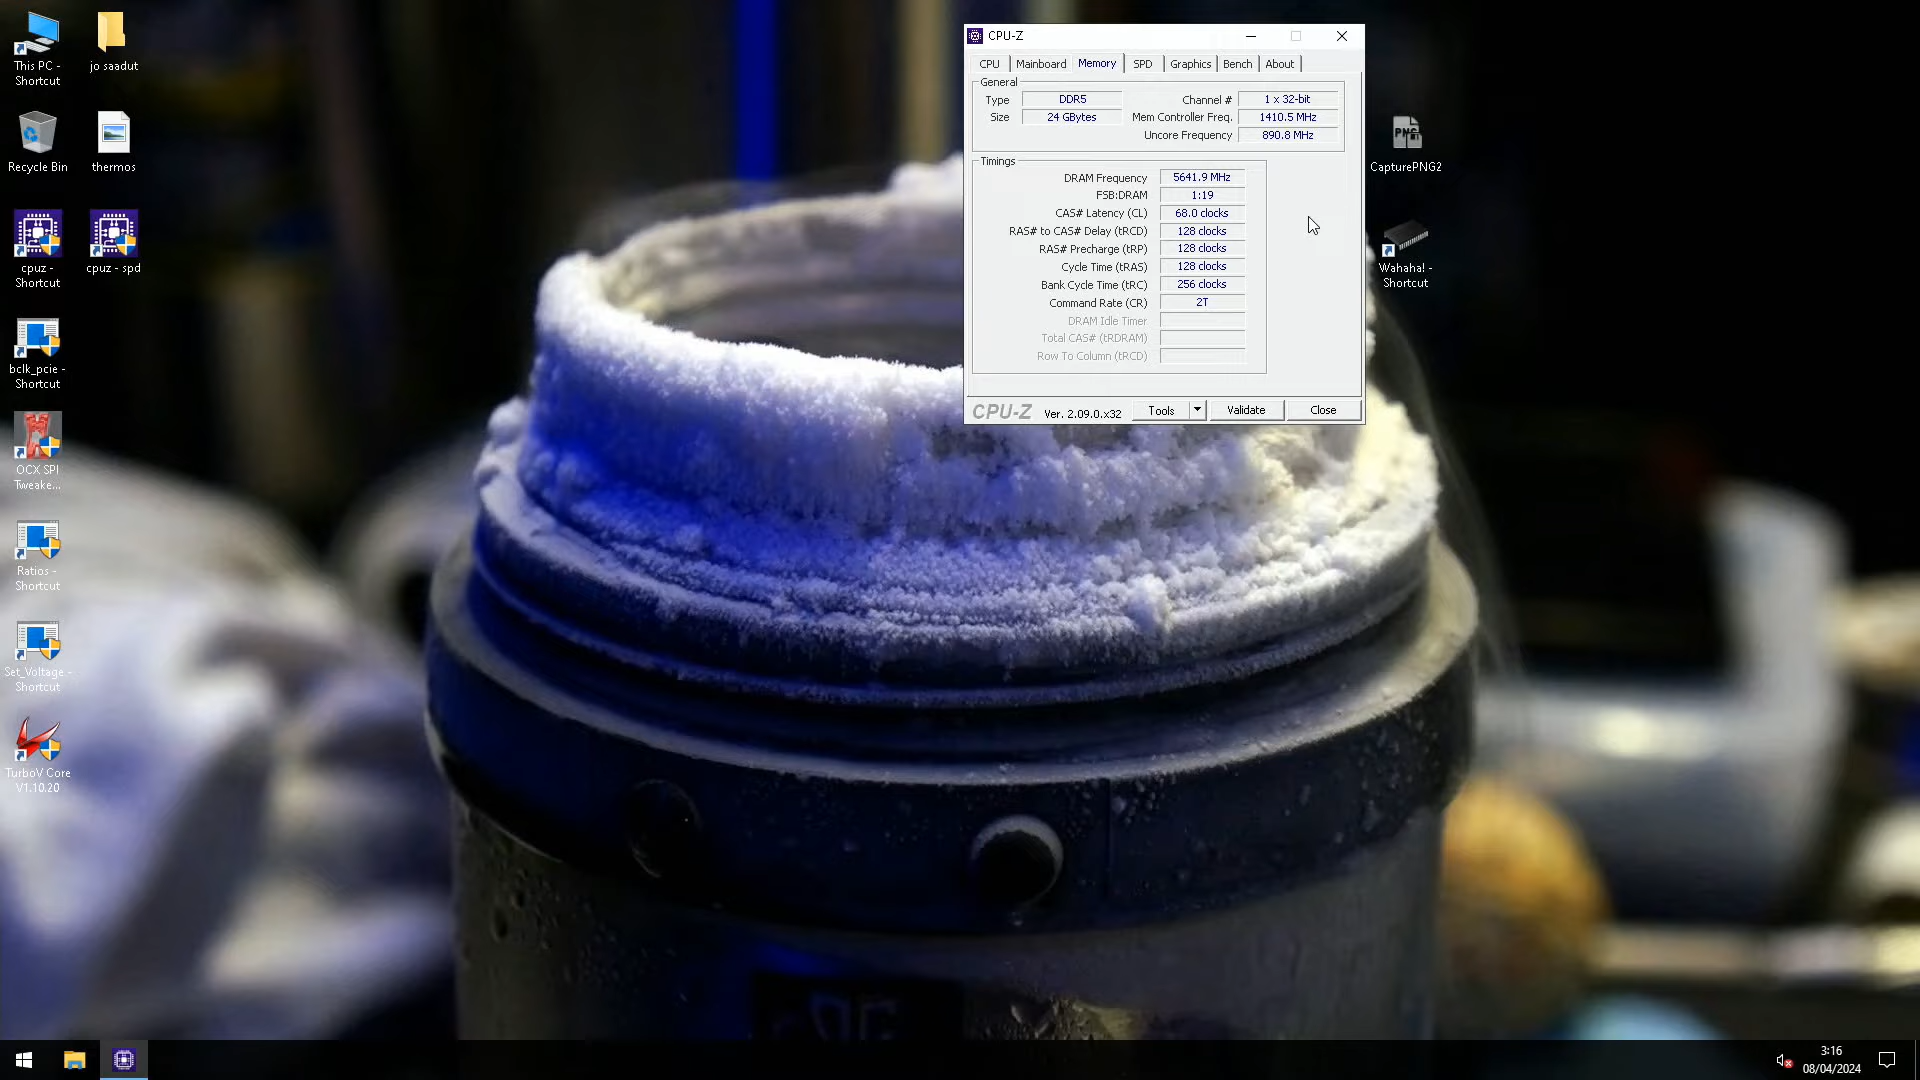 This PC -
Shortcut
jo saadut
Recycle Bin
thermos
cpuz -
Shortcut
cpuz - spd
bclk_pcie -
Shortcut
OCX SPI
Tweake...
Ratios -
Shortcut
Set_Voltage -
Shortcut
TurboV Core
V1.10.20
CPU-Z
CPU Mainboard Memory SPD Graphics Bench About
General
Type DDR5 Channel # 1 x 32-bit
Size 24 GBytes Mem Controller Freq. 1410.5 MHz
Uncore Frequency 890.8 MHz
Timings
DRAM Frequency 5641.9 MHz
FSB:DRAM 1:19
CAS# Latency (CL) 68.0 clocks
RAS# to CAS# Delay (tRCD) 128 clocks
RAS# Precharge (tRP) 128 clocks
Cycle Time (tRAS) 128 clocks
Bank Cycle Time (tRC) 256 clocks
Command Rate (CR) 2T
DRAM Idle Timer
Total CAS# (tRDRAM)
Row To Column (tRCD)
CPU-Z Ver. 2.09.0.x32 Tools Validate Close
PNG
CapturePNG2
Wahaha! -
Shortcut
3:16
08/04/2024